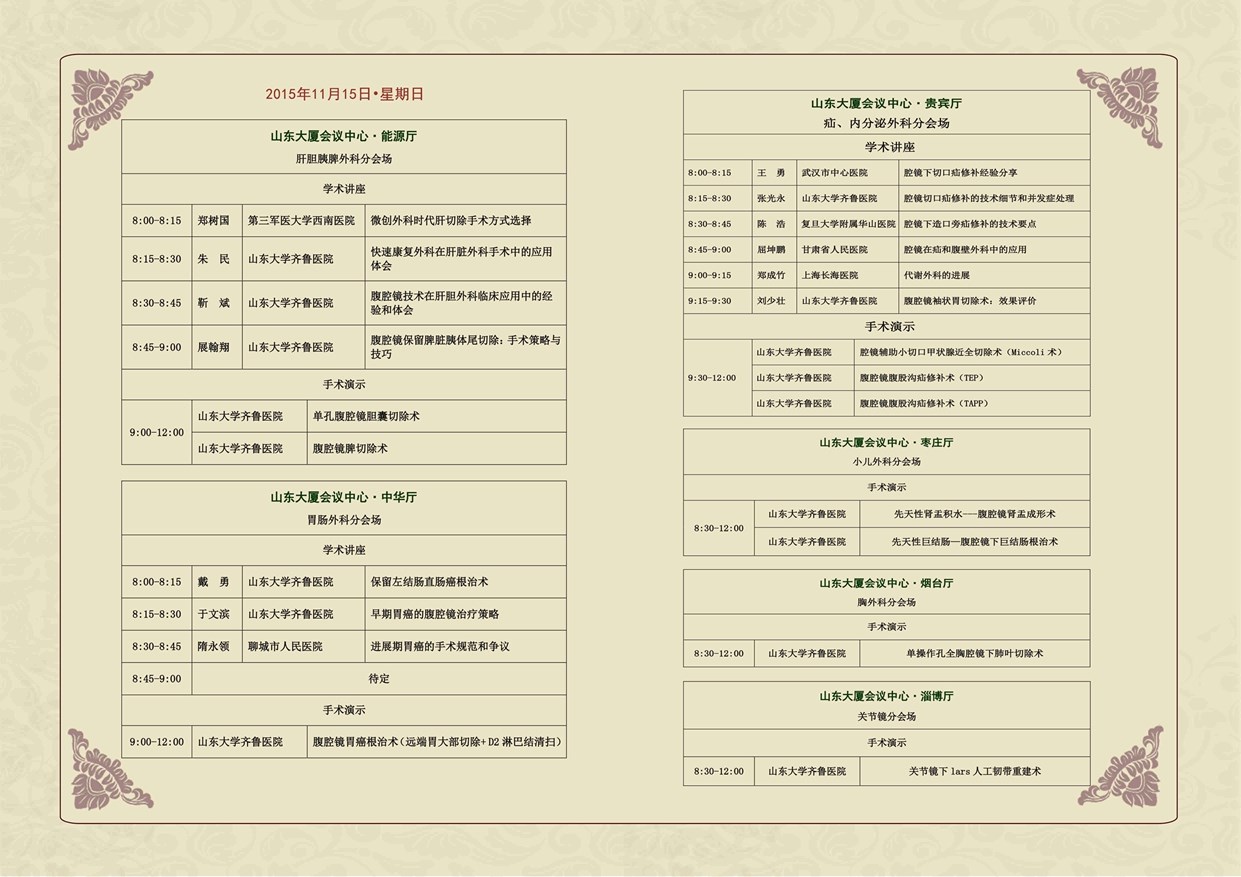 2015年11月15日•星期日
山东大厦会议中心·能源厅
肝胆胰脾外科分会场
学术讲座
8:00-8:15 郑树国 第三军医大学西南医院 微创外科时代肝切除手术方式选择
8:15-8:30 朱 民 山东大学齐鲁医院 快速康复外科在肝脏外科手术中的应用
体会
8:30-8:45 靳 斌 山东大学齐鲁医院 腹腔镜技术在肝胆外科临床应用中的经
验和体会
8:45-9:00 展翰翔 山东大学齐鲁医院 腹腔镜保留脾脏胰体尾切除：手术策略与
技巧
手术演示
9:00-12:00 山东大学齐鲁医院 单孔腹腔镜胆囊切除术
山东大学齐鲁医院 腹腔镜脾切除术
山东大厦会议中心·中华厅
胃肠外科分会场
学术讲座
8:00-8:15 戴 勇 山东大学齐鲁医院 保留左结肠直肠癌根治术
8:15-8:30 于文滨 山东大学齐鲁医院 早期胃癌的腹腔镜治疗策略
8:30-8:45 隋永领 聊城市人民医院 进展期胃癌的手术规范和争议
8:45-9:00 待定
手术演示
9:00-12:00 山东大学齐鲁医院 腹腔镜胃癌根治术（远端胃大部切除+D2 淋巴结清扫）
山东大厦会议中心·贵宾厅
疝、内分泌外科分会场
学术讲座
8:00-8:15 王 勇 武汉市中心医院 腔镜下切口疝修补经验分享
8:15-8:30 张光永 山东大学齐鲁医院 腔镜切口疝修补的技术细节和并发症处理
8:30-8:45 陈 浩 复旦大学附属华山医院 腔镜下造口旁疝修补的技术要点
8:45-9:00 屈坤鹏 甘肃省人民医院 腔镜在疝和腹壁外科中的应用
9:00-9:15 郑成竹 上海长海医院 代谢外科的进展
9:15-9:30 刘少壮 山东大学齐鲁医院 腹腔镜袖状胃切除术：效果评价
手术演示
9:30-12:00 山东大学齐鲁医院 腔镜辅助小切口甲状腺近全切除术（Miccoli 术）
山东大学齐鲁医院 腹腔镜腹股沟疝修补术（TEP）
山东大学齐鲁医院 腹腔镜腹股沟疝修补术（TAPP）
山东大厦会议中心·枣庄厅
小儿外科分会场
手术演示
8:30-12:00 山东大学齐鲁医院 先天性肾盂积水---腹腔镜肾盂成形术
山东大学齐鲁医院 先天性巨结肠—腹腔镜下巨结肠根治术
山东大厦会议中心·烟台厅
胸外科分会场
手术演示
8:30-12:00 山东大学齐鲁医院 单操作孔全胸腔镜下肺叶切除术
山东大厦会议中心·淄博厅
关节镜分会场
手术演示
8:30-12:00 山东大学齐鲁医院 关节镜下 lars 人工韧带重建术